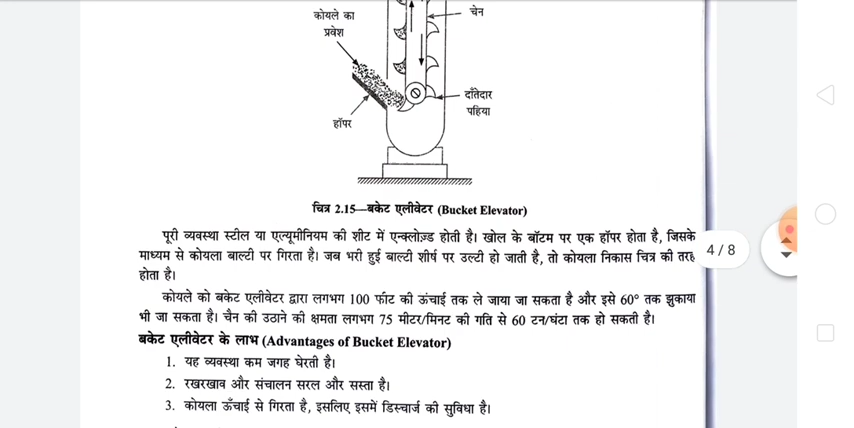 कोयले का
प्रवेश
चेन
दाँतेदार
पहिया
हॉपर
चित्र 2.15—बकेट एलीवेटर (Bucket Elevator)
पूरी व्यवस्था स्टील या एल्यूमीनियम की शीट में एन्क्लोज़्ड होती है। खोल के बॉटम पर एक हॉपर होता है, जिसके
माध्यम से कोयला बाल्टी पर गिरता है। जब भरी हुई बाल्टी शीर्ष पर उल्टी हो जाती है, तो कोयला निकास चित्र की तरह
होता है।
4 / 8
कोयले को बकेट एलीवेटर द्वारा लगभग 100 फीट की ऊंचाई तक ले जाया जा सकता है और इसे 60° तक झुकाया
भी जा सकता है। चैन की उठाने की क्षमता लगभग 75 मीटर/मिनट की गति से 60 टन/घंटा तक हो सकती है।
बकेट एलीवेटर के लाभ (Advantages of Bucket Elevator)
1. यह व्यवस्था कम जगह घेरती है।
2. रखरखाव और संचालन सरल और सस्ता है।
3. कोयला ऊँचाई से गिरता है, इसलिए इसमें डिस्चार्ज की सुविधा है।